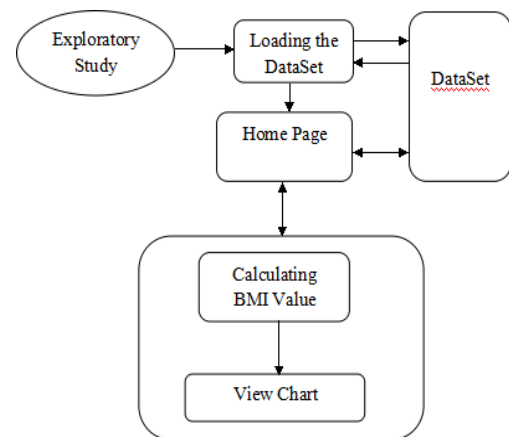 Exploratory
Study
Loading the
DataSet
DataSet
Home Page
Calculating
BMI Value
View Chart